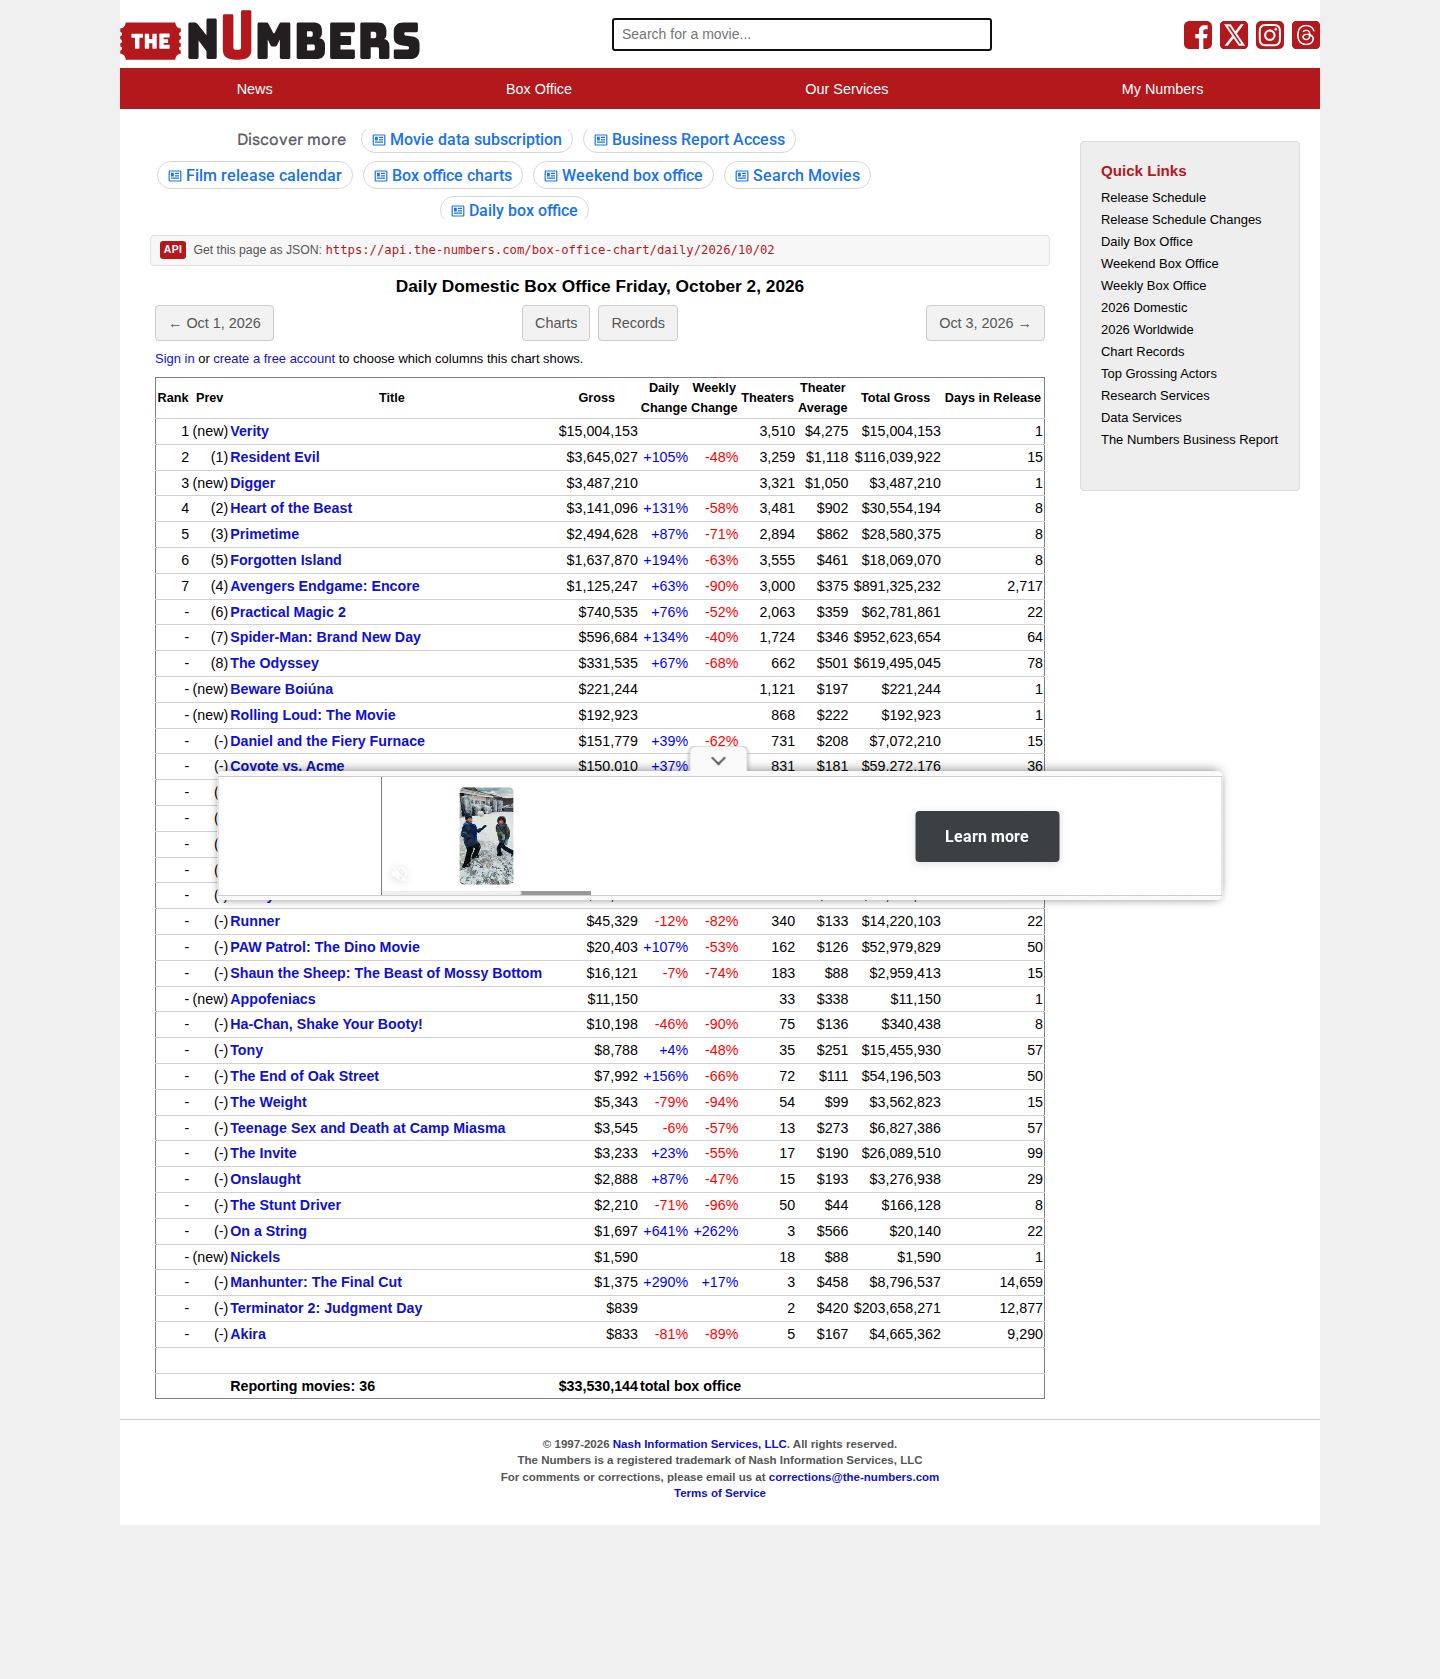 THE NUMBERS
Search for a movie...
News Box Office Our Services My Numbers
Discover more Movie data subscription Business Report Access
Film release calendar Box office charts Weekend box office Search Movies
Daily box office
API Get this page as JSON: https://api.the-numbers.com/box-office-chart/daily/2026/10/02
Daily Domestic Box Office Friday, October 2, 2026
← Oct 1, 2026 Charts Records Oct 3, 2026 →
Sign in or create a free account to choose which columns this chart shows.
Rank Prev Title Gross Daily Change Weekly Change Theaters Theater Average Total Gross Days in Release
1 (new) Verity $15,004,153 3,510 $4,275 $15,004,153 1
2 (1) Resident Evil $3,645,027 +105% -48% 3,259 $1,118 $116,039,922 15
3 (new) Digger $3,487,210 3,321 $1,050 $3,487,210 1
4 (2) Heart of the Beast $3,141,096 +131% -58% 3,481 $902 $30,554,194 8
5 (3) Primetime $2,494,628 +87% -71% 2,894 $862 $28,580,375 8
6 (5) Forgotten Island $1,637,870 +194% -63% 3,555 $461 $18,069,070 8
7 (4) Avengers Endgame: Encore $1,125,247 +63% -90% 3,000 $375 $891,325,232 2,717
- (6) Practical Magic 2 $740,535 +76% -52% 2,063 $359 $62,781,861 22
- (7) Spider-Man: Brand New Day $596,684 +134% -40% 1,724 $346 $952,623,654 64
- (8) The Odyssey $331,535 +67% -68% 662 $501 $619,495,045 78
- (new) Beware Boiúna $221,244 1,121 $197 $221,244 1
- (new) Rolling Loud: The Movie $192,923 868 $222 $192,923 1
- (-) Daniel and the Fiery Furnace $151,779 +39% -62% 731 $208 $7,072,210 15
- (-) Coyote vs. Acme $150,010 +37% 831 $181 $59,272,176 36
- (
- (
- (
- (
- (
Learn more
- (-) Runner $45,329 -12% -82% 340 $133 $14,220,103 22
- (-) PAW Patrol: The Dino Movie $20,403 +107% -53% 162 $126 $52,979,829 50
- (-) Shaun the Sheep: The Beast of Mossy Bottom $16,121 -7% -74% 183 $88 $2,959,413 15
- (new) Appofeniacs $11,150 33 $338 $11,150 1
- (-) Ha-Chan, Shake Your Booty! $10,198 -46% -90% 75 $136 $340,438 8
- (-) Tony $8,788 +4% -48% 35 $251 $15,455,930 57
- (-) The End of Oak Street $7,992 +156% -66% 72 $111 $54,196,503 50
- (-) The Weight $5,343 -79% -94% 54 $99 $3,562,823 15
- (-) Teenage Sex and Death at Camp Miasma $3,545 -6% -57% 13 $273 $6,827,386 57
- (-) The Invite $3,233 +23% -55% 17 $190 $26,089,510 99
- (-) Onslaught $2,888 +87% -47% 15 $193 $3,276,938 29
- (-) The Stunt Driver $2,210 -71% -96% 50 $44 $166,128 8
- (-) On a String $1,697 +641% +262% 3 $566 $20,140 22
- (new) Nickels $1,590 18 $88 $1,590 1
- (-) Manhunter: The Final Cut $1,375 +290% +17% 3 $458 $8,796,537 14,659
- (-) Terminator 2: Judgment Day $839 2 $420 $203,658,271 12,877
- (-) Akira $833 -81% -89% 5 $167 $4,665,362 9,290
Reporting movies: 36 $33,530,144 total box office
Quick Links
Release Schedule
Release Schedule Changes
Daily Box Office
Weekend Box Office
Weekly Box Office
2026 Domestic
2026 Worldwide
Chart Records
Top Grossing Actors
Research Services
Data Services
The Numbers Business Report
© 1997-2026 Nash Information Services, LLC. All rights reserved.
The Numbers is a registered trademark of Nash Information Services, LLC
For comments or corrections, please email us at corrections@the-numbers.com
Terms of Service